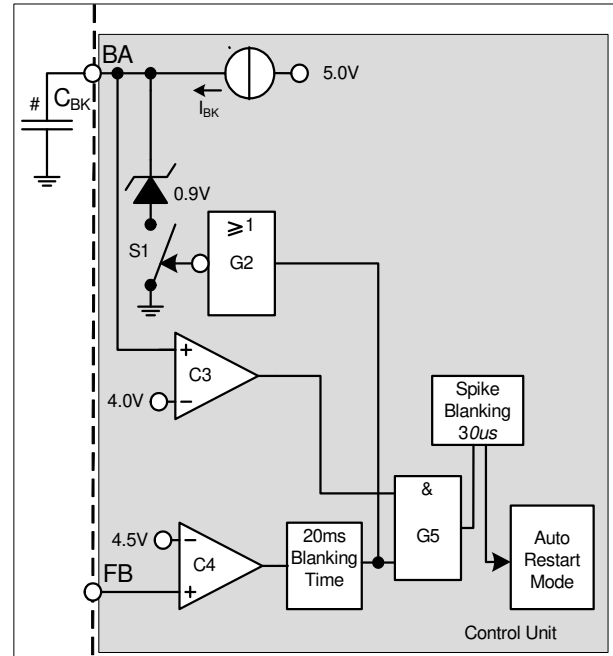 BA
5.0V
# C_BK
I_BK
0.9V
S1
≥1
G2
C3
4.0V
Spike
Blanking
30us
&
G5
4.5V
C4
20ms
Blanking
Time
Auto
Restart
Mode
FB
Control Unit